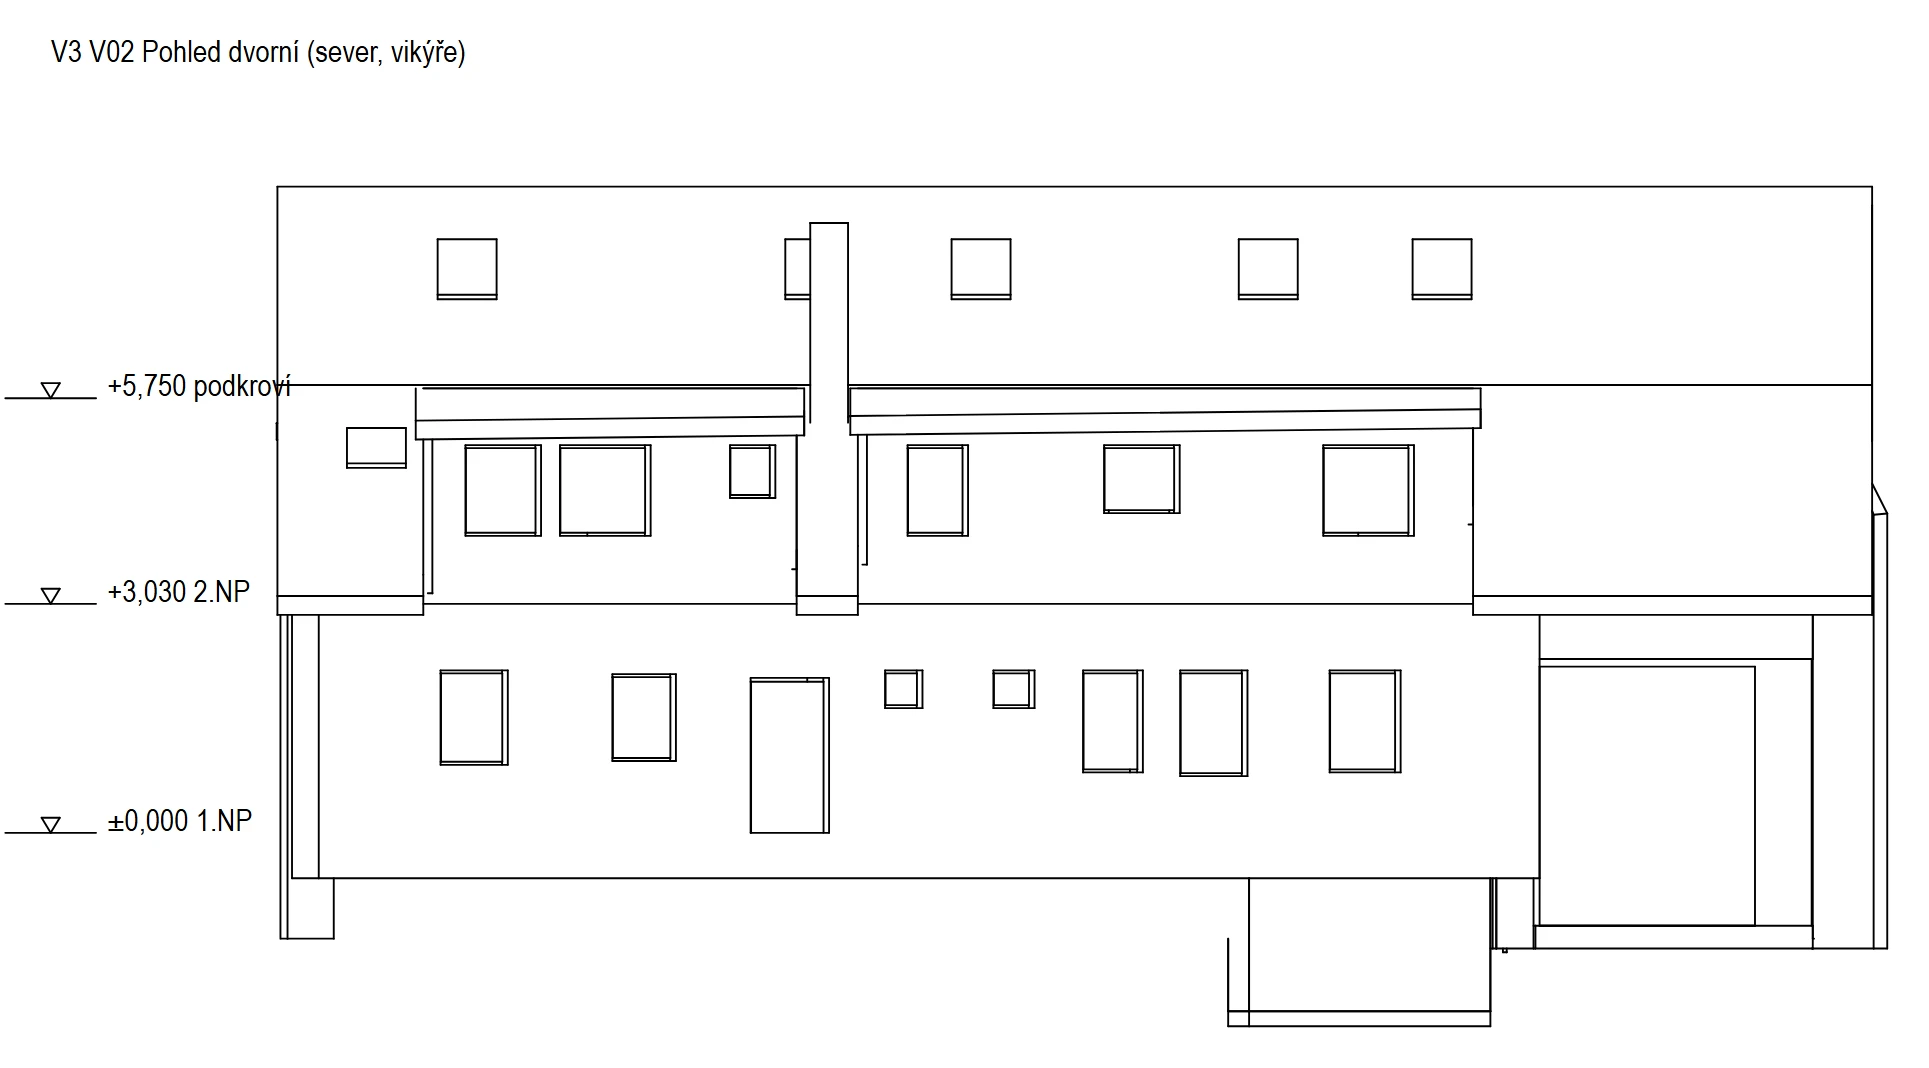 V3 V02 Pohled dvorní (sever, vikýře)
+5,750 podkroví
+3,030 2.NP
±0,000 1.NP